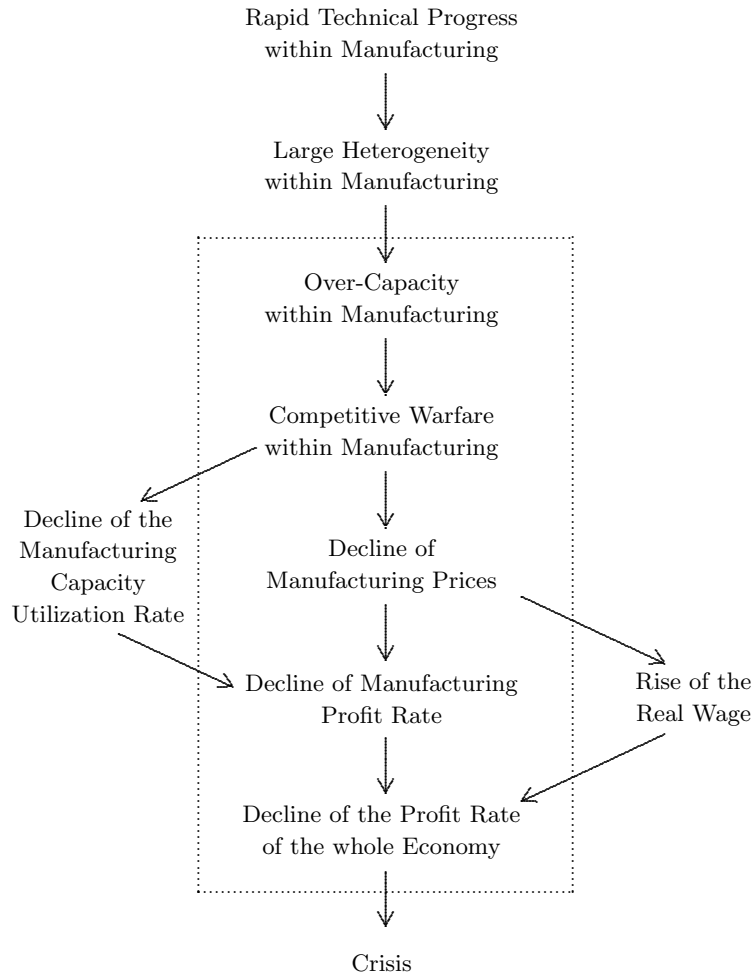 Rapid Technical Progress
within Manufacturing
Large Heterogeneity
within Manufacturing
Over-Capacity
within Manufacturing
Competitive Warfare
within Manufacturing
Decline of the
Manufacturing
Capacity
Utilization Rate
Decline of
Manufacturing Prices
Decline of Manufacturing
Profit Rate
Rise of the
Real Wage
Decline of the Profit Rate
of the whole Economy
Crisis